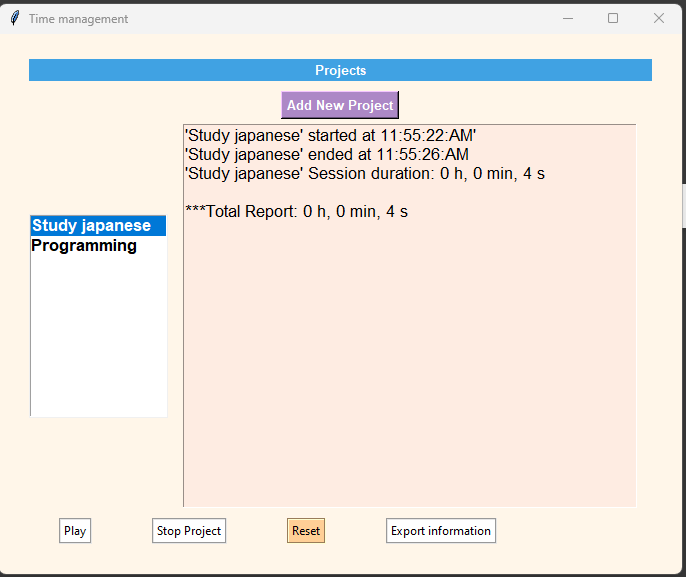 Time management
Projects
Add New Project
'Study japanese' started at 11:55:22:AM'
'Study japanese' ended at 11:55:26:AM
'Study japanese' Session duration: 0 h, 0 min, 4 s
***Total Report: 0 h, 0 min, 4 s
Study japanese
Programming
Play
Stop Project
Reset
Export information